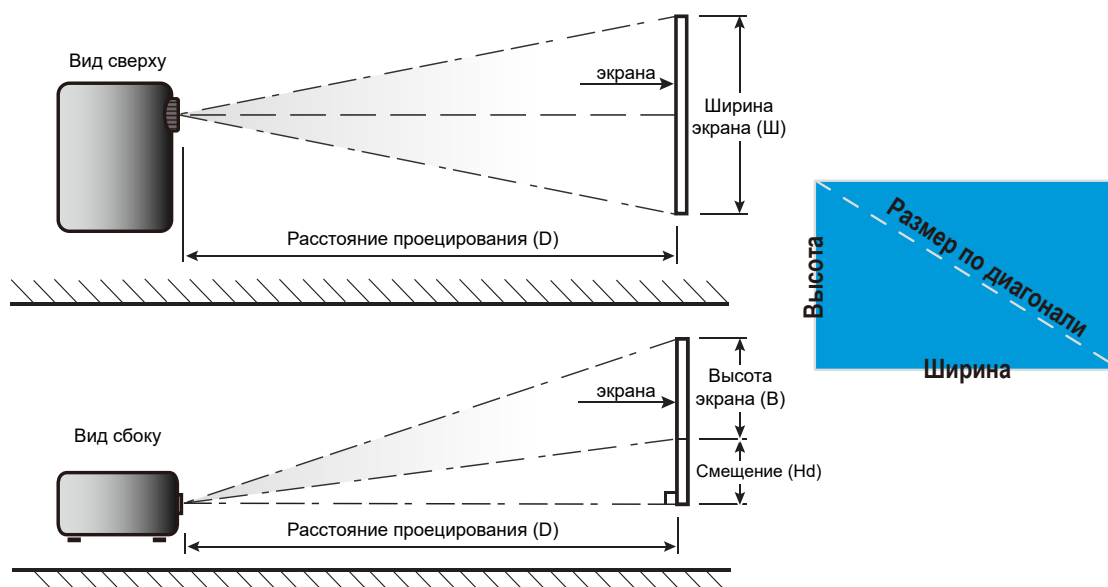 Вид сверху
экрана
Ширина
экрана (Ш)
Расстояние проецирования (D)
Высота
Размер по диагонали
Ширина
Вид сбоку
экрана
Высота
экрана (В)
Смещение (Hd)
Расстояние проецирования (D)